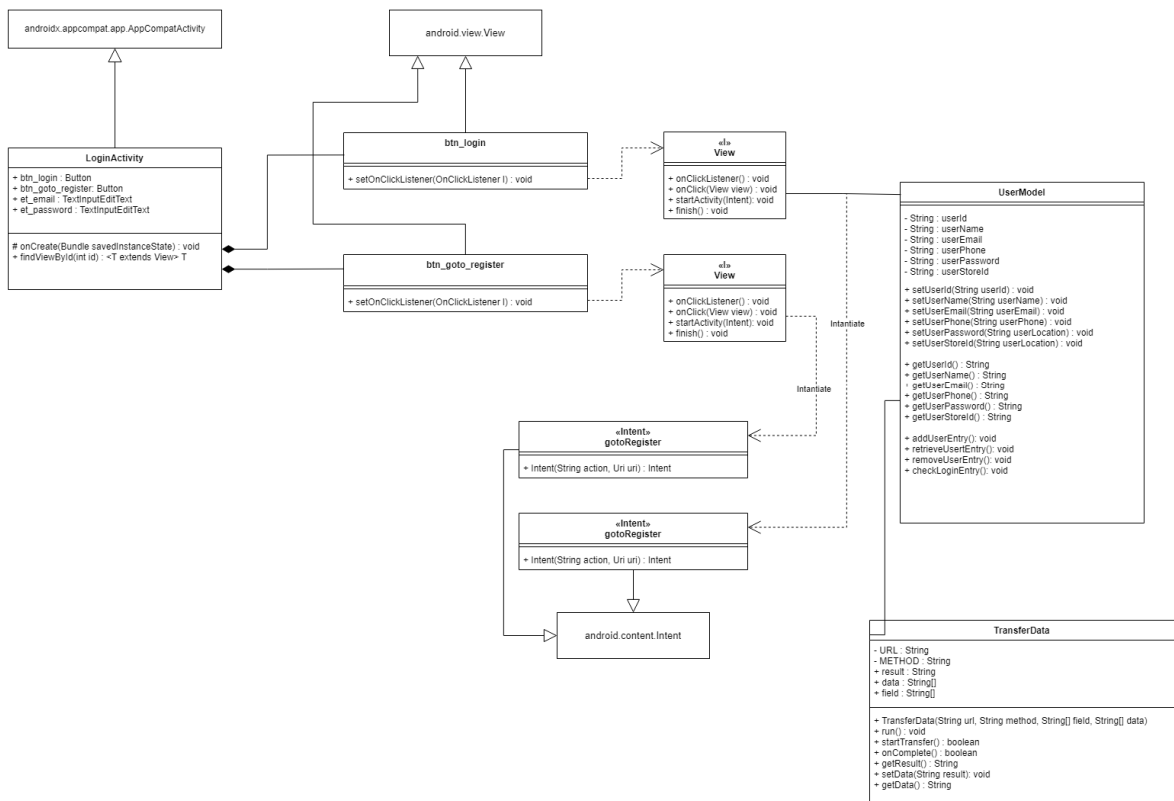 androidx.appcompat.app.AppCompatActivity
android.view.View
LoginActivity
+ btn_login : Button
+ btn_goto_register: Button
+ et_email : TextInputEditText
+ et_password : TextInputEditText
# onCreate(Bundle savedInstanceState) : void
+ findViewById(int id) : <T extends View> T
btn_login
+ setOnClickListener(OnClickListener l) : void
«I»
View
+ onClickListener() : void
+ onClick(View view) : void
+ startActivity(Intent): void
+ finish() : void
btn_goto_register
+ setOnClickListener(OnClickListener l) : void
«I»
View
+ onClickListener() : void
+ onClick(View view) : void
+ startActivity(Intent): void
+ finish() : void
Intantiate
Intantiate
UserModel
- String : userId
- String : userName
- String : userEmail
- String : userPhone
- String : userPassword
- String : userStoreId
+ setUserId(String userId) : void
+ setUserName(String userName) : void
+ setUserEmail(String userEmail) : void
+ setUserPhone(String userPhone) : void
+ setUserPassword(String userLocation) : void
+ setUserStoreId(String userLocation) : void
+ getUserId() : String
+ getUserName() : String
+ getUserEmail() : String
+ getUserPhone() : String
+ getUserPassword() : String
+ getUserStoreId() : String
+ addUserEntry(): void
+ retrieveUsertEntry(): void
+ removeUserEntry(): void
+ checkLoginEntry(): void
«Intent»
gotoRegister
+ Intent(String action, Uri uri) : Intent
«Intent»
gotoRegister
+ Intent(String action, Uri uri) : Intent
android.content.Intent
TransferData
- URL : String
- METHOD : String
+ result : String
+ data : String[]
+ field : String[]
+ TransferData(String url, String method, String[] field, String[] data)
+ run() : void
+ startTransfer() : boolean
+ onComplete() : boolean
+ getResult() : String
+ setData(String result): void
+ getData() : String